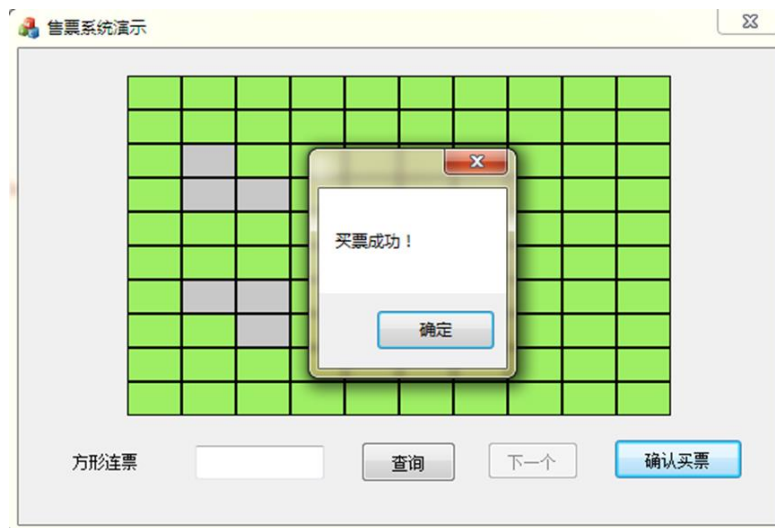 售票系统演示
买票成功！
确定
方形连票
查询
下一个
确认买票